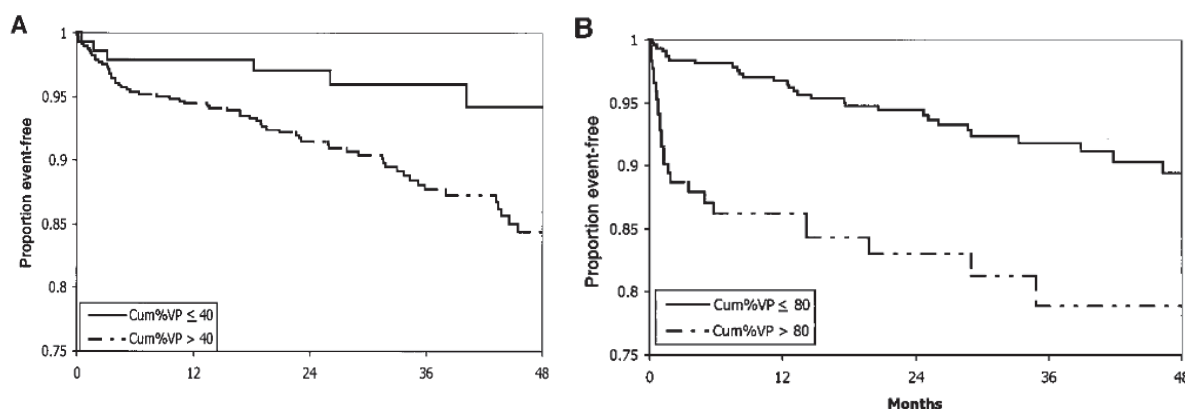 A
Proportion event-free
1
0.95
0.9
0.85
0.8
0.75
0 12 24 36 48
Cum%VP ≤ 40
Cum%VP > 40
B
Proportion event-free
1
0.95
0.9
0.85
0.8
0.75
0 12 24 36 48
Months
Cum%VP ≤ 80
Cum%VP > 80